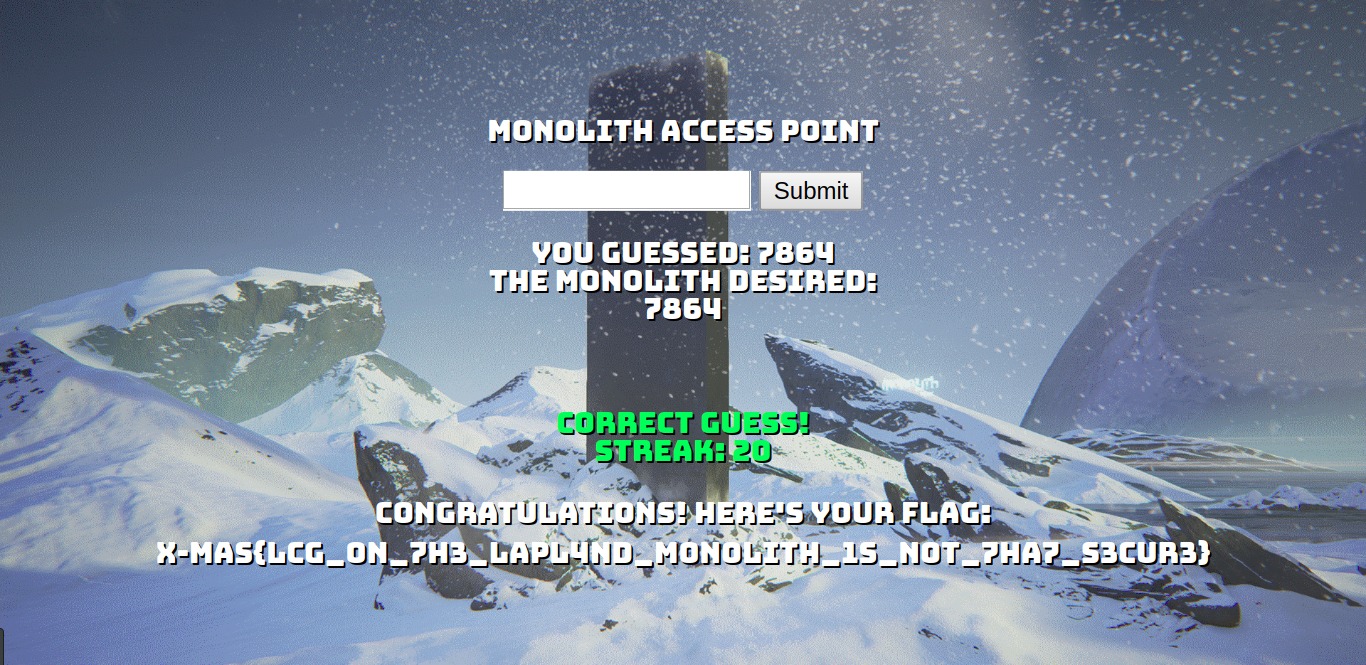 MONOLITH ACCESS POINT
Submit
YOU GUESSED: 7864
THE MONOLITH DESIRED:
7864
CORRECT GUESS!
STREAK: 20
CONGRATULATIONS! HERE'S YOUR FLAG:
X-MAS{LCG_0N_7H3_LAPL4ND_M0N0LITH_1S_N0T_7HA7_S3CUR3}